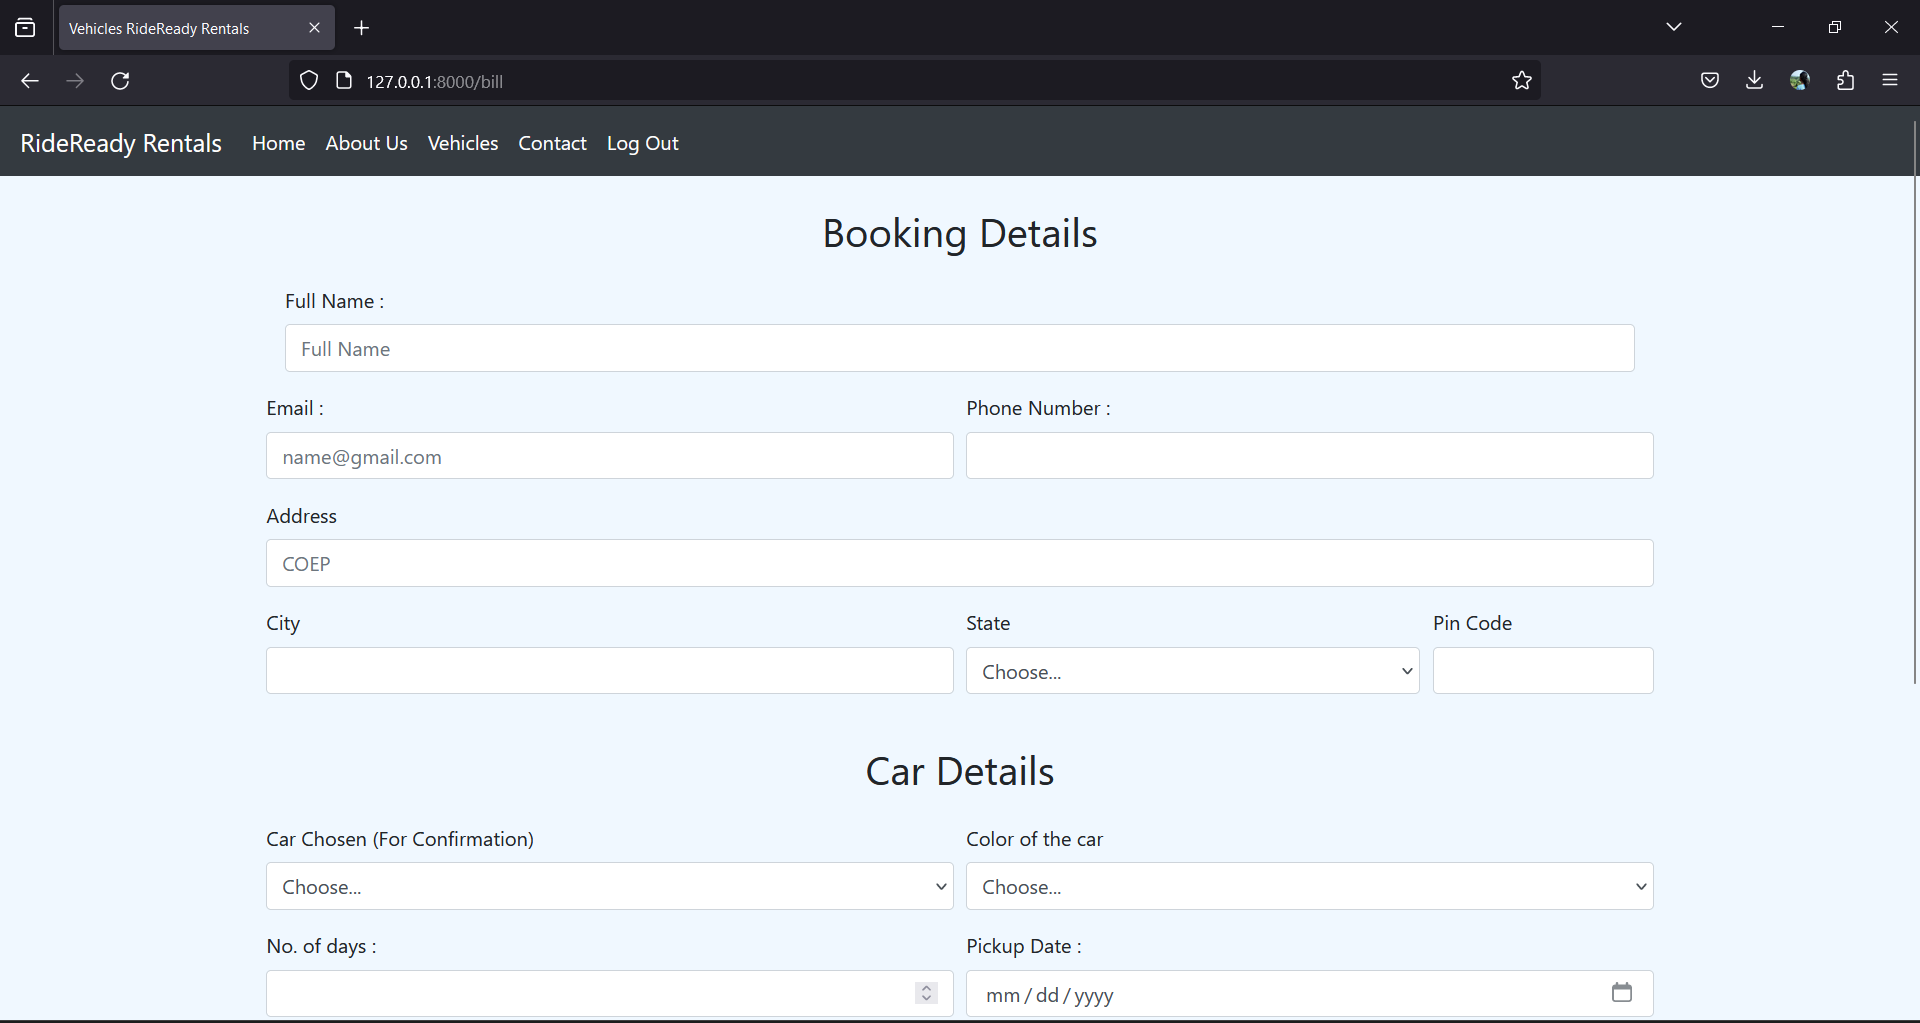 Vehicles RideReady Rentals
127.0.0.1:8000/bill
RideReady Rentals Home About Us Vehicles Contact Log Out
Booking Details
Full Name :
Full Name
Email : Phone Number :
name@gmail.com
Address
COEP
City State Pin Code
Choose...
Car Details
Car Chosen (For Confirmation) Color of the car
Choose... Choose...
No. of days : Pickup Date :
mm / dd / yyyy